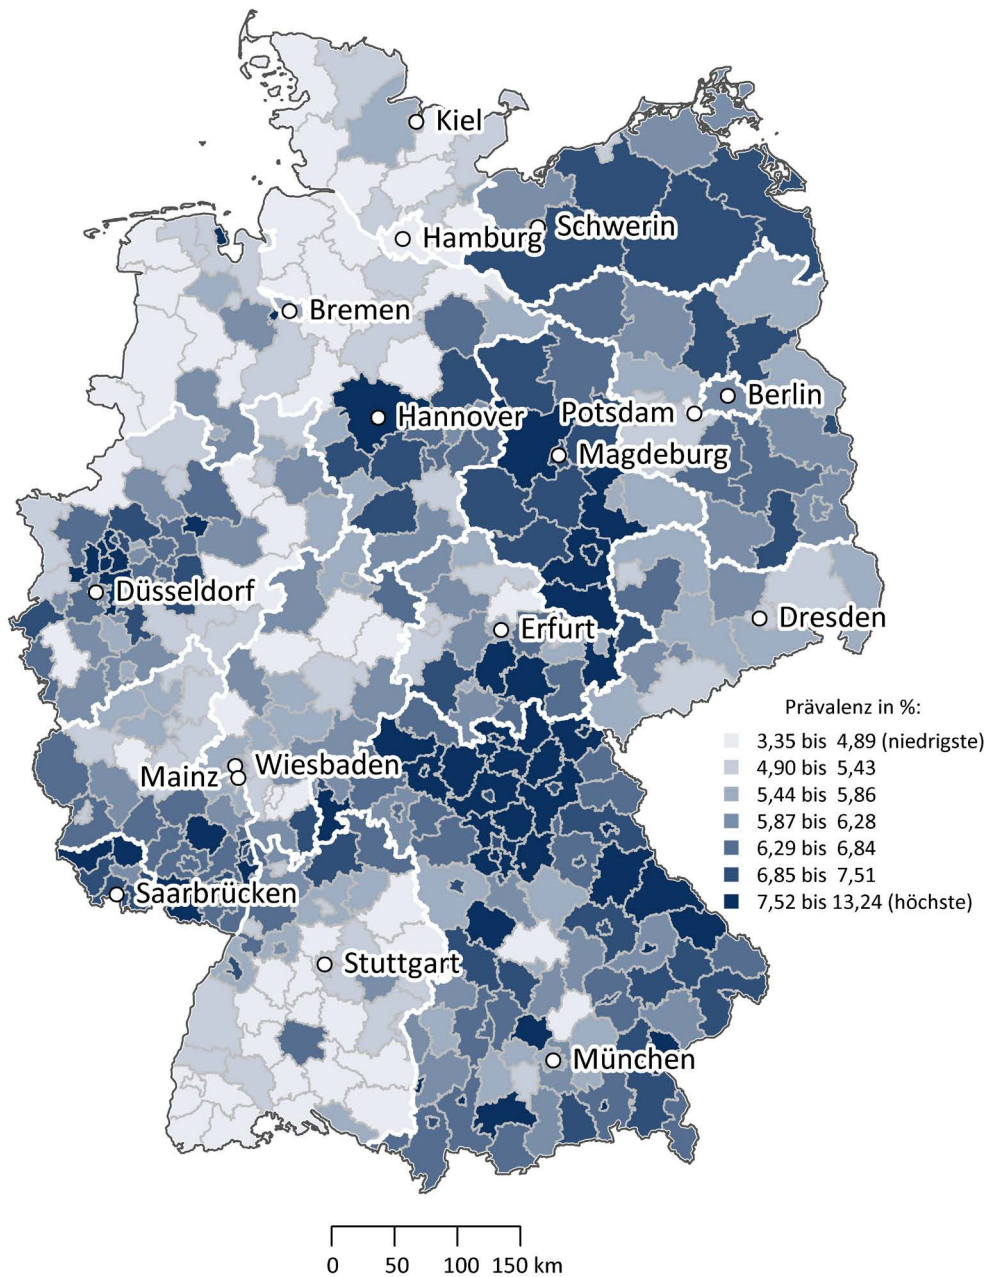 Kiel
Schwerin
Hamburg
Bremen
Berlin
Hannover
Potsdam
Magdeburg
Düsseldorf
Dresden
Erfurt
Prävalenz in %:
3,35 bis 4,89 (niedrigste)
4,90 bis 5,43
5,44 bis 5,86
5,87 bis 6,28
6,29 bis 6,84
6,85 bis 7,51
7,52 bis 13,24 (höchste)
Wiesbaden
Mainz
Saarbrücken
Stuttgart
München
0 50 100 150 km